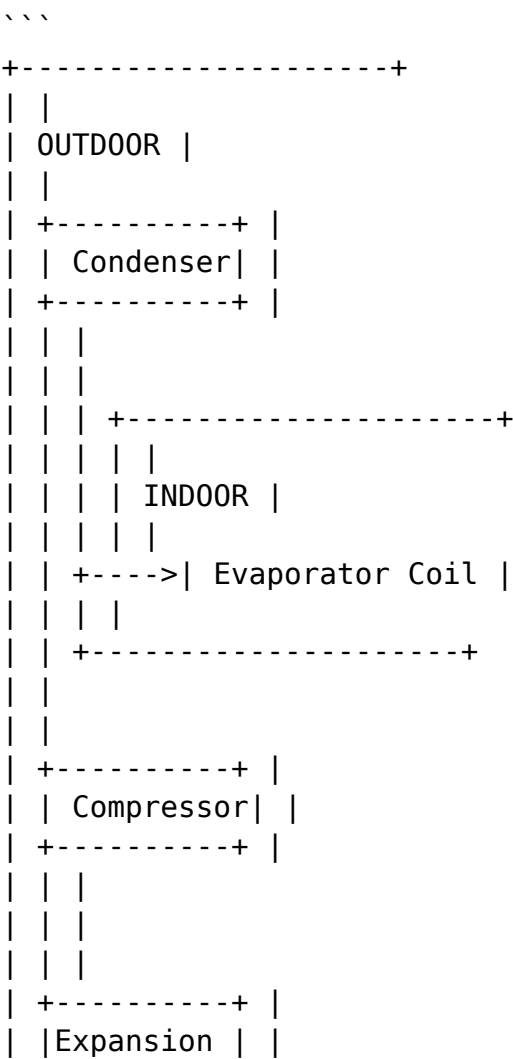 ```
+---------------------+
| |
| OUTDOOR |
| |
| +----------+ |
| | Condenser| |
| +----------+ |
| | |
| | |
| | | +---------------------+
| | | | |
| | | | INDOOR |
| | | | |
| | +---->| Evaporator Coil |
| | | |
| | +---------------------+
| |
| |
| +----------+ |
| | Compressor| |
| +----------+ |
| | |
| | |
| | |
| +----------+ |
| |Expansion | |